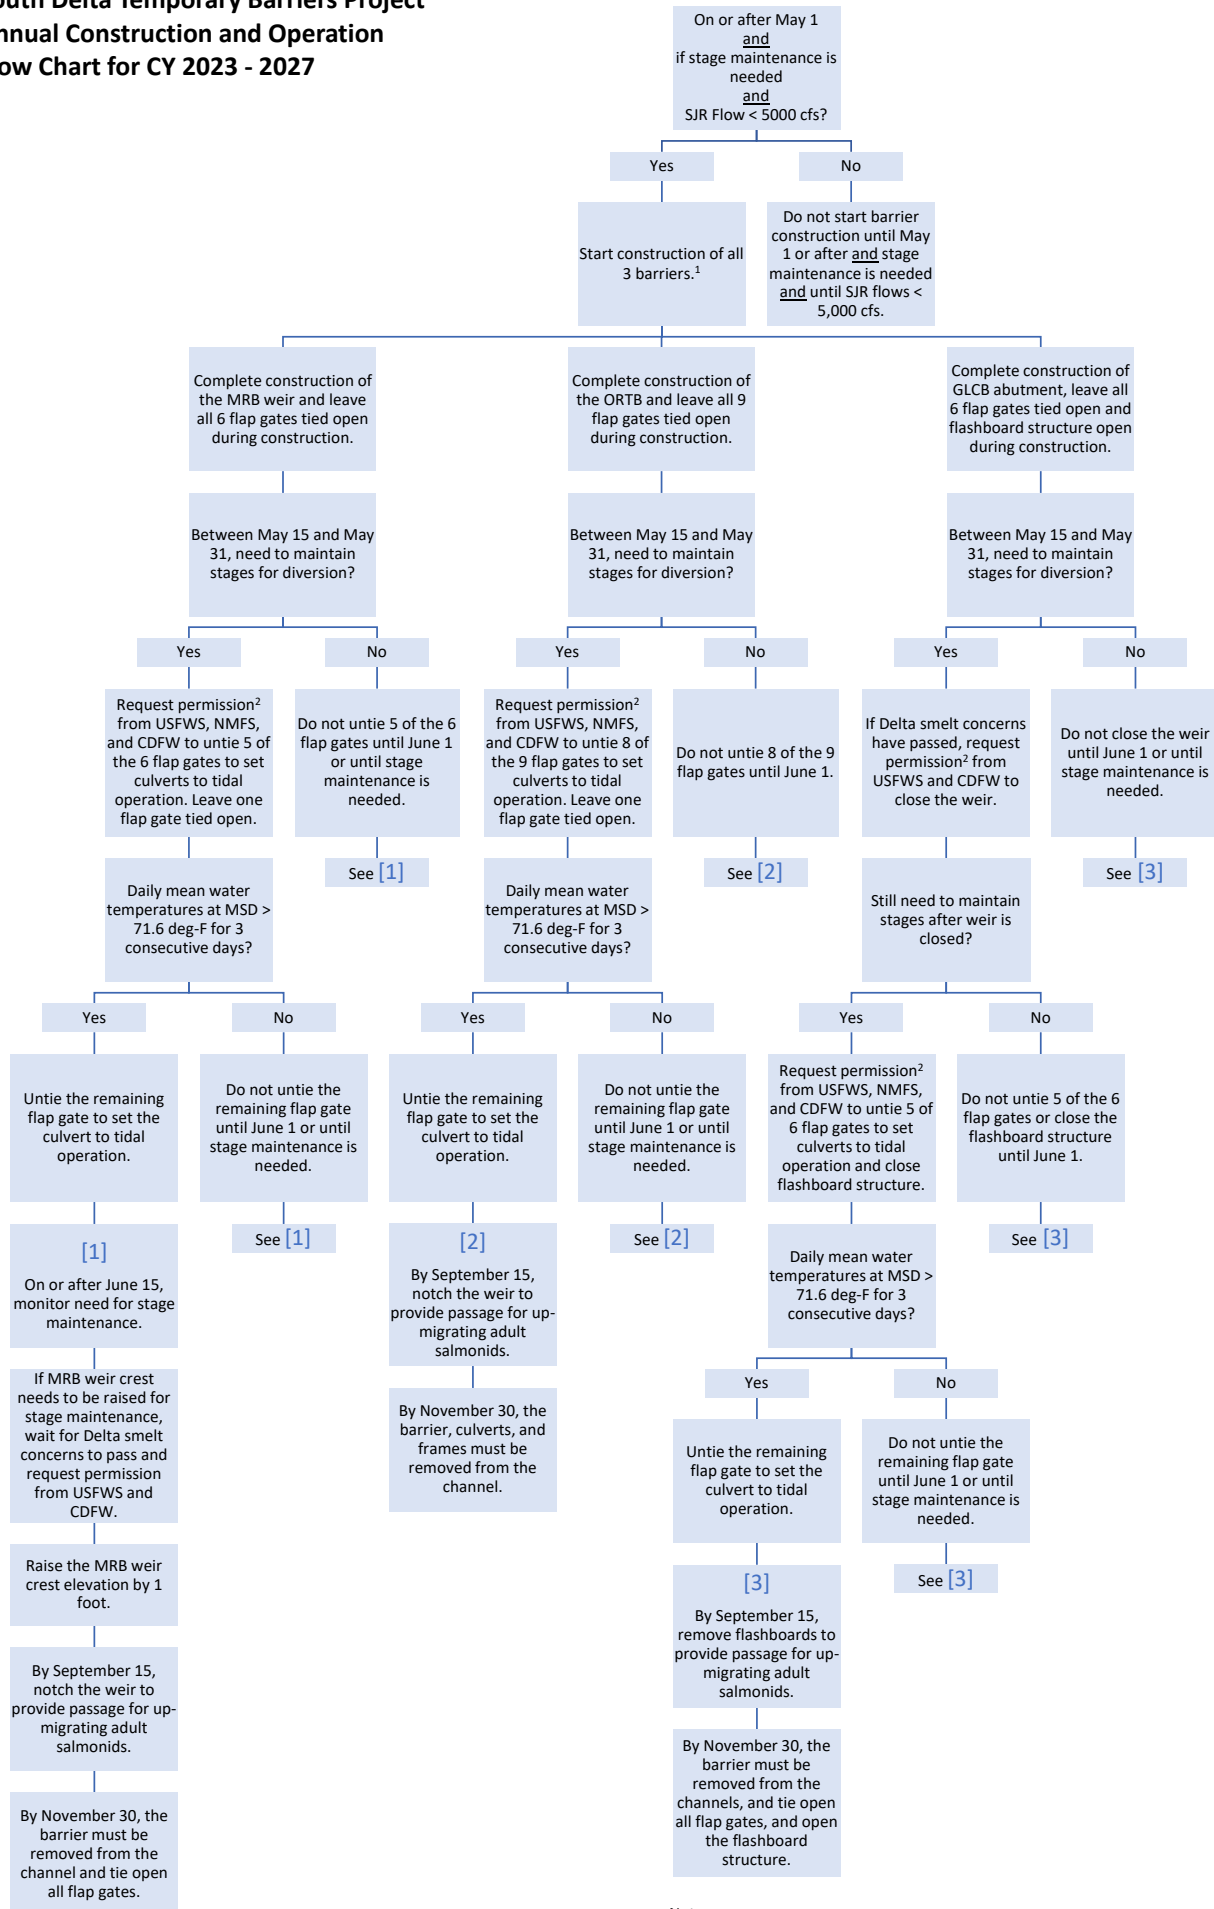 outh Delta Temporary Barriers Project
nnual Construction and Operation
ow Chart for CY 2023 - 2027
On or after May 1
and
if stage maintenance is
needed
and
SJR Flow < 5000 cfs?
Yes
No
Start construction of all
3 barriers.1
Do not start barrier
construction until May
1 or after and stage
maintenance is needed
and until SJR flows <
5,000 cfs.
Complete construction of
the MRB weir and leave
all 6 flap gates tied open
during construction.
Complete construction of
the ORTB and leave all 9
flap gates tied open
during construction.
Complete construction of
GLCB abutment, leave all
6 flap gates tied open and
flashboard structure open
during construction.
Between May 15 and May
31, need to maintain
stages for diversion?
Between May 15 and May
31, need to maintain
stages for diversion?
Between May 15 and May
31, need to maintain
stages for diversion?
Yes
No
Yes
No
Yes
No
Request permission2
from USFWS, NMFS,
and CDFW to untie 5 of
the 6 flap gates to set
culverts to tidal
operation. Leave one
flap gate tied open.
Do not untie 5 of the 6
flap gates until June 1
or until stage
maintenance is
needed.
Request permission2
from USFWS, NMFS,
and CDFW to untie 8 of
the 9 flap gates to set
culverts to tidal
operation. Leave one
flap gate tied open.
Do not untie 8 of the 9
flap gates until June 1.
If Delta smelt concerns
have passed, request
permission2 from
USFWS and CDFW to
close the weir.
Do not close the weir
until June 1 or until
stage maintenance is
needed.
Daily mean water
temperatures at MSD >
71.6 deg-F for 3
consecutive days?
See [1]
Daily mean water
temperatures at MSD >
71.6 deg-F for 3
consecutive days?
See [2]
Still need to maintain
stages after weir is
closed?
See [3]
Yes
No
Yes
No
Yes
No
Untie the remaining
flap gate to set the
culvert to tidal
operation.
Do not untie the
remaining flap gate
until June 1 or until
stage maintenance is
needed.
Untie the remaining
flap gate to set the
culvert to tidal
operation.
Do not untie the
remaining flap gate
until June 1 or until
stage maintenance is
needed.
Request permission2
from USFWS, NMFS,
and CDFW to untie 5 of
6 flap gates to set
culverts to tidal
operation and close
flashboard structure.
Do not untie 5 of the 6
flap gates or close the
flashboard structure
until June 1.
[1]
On or after June 15,
monitor need for stage
maintenance.
See [1]
[2]
By September 15,
notch the weir to
provide passage for up-
migrating adult
salmonids.
See [2]
Daily mean water
temperatures at MSD >
71.6 deg-F for 3
consecutive days?
See [3]
If MRB weir crest
needs to be raised for
stage maintenance,
wait for Delta smelt
concerns to pass and
request permission
from USFWS and
CDFW.
By November 30, the
barrier, culverts, and
frames must be
removed from the
channel.
Yes
No
Untie the remaining
flap gate to set the
culvert to tidal
operation.
Do not untie the
remaining flap gate
until June 1 or until
stage maintenance is
needed.
Raise the MRB weir
crest elevation by 1
foot.
[3]
By September 15,
remove flashboards to
provide passage for up-
migrating adult
salmonids.
See [3]
By September 15,
notch the weir to
provide passage for up-
migrating adult
salmonids.
By November 30, the
barrier must be
removed from the
channels, and tie open
all flap gates, and open
the flashboard
structure.
By November 30, the
barrier must be
removed from the
channel and tie open
all flap gates.